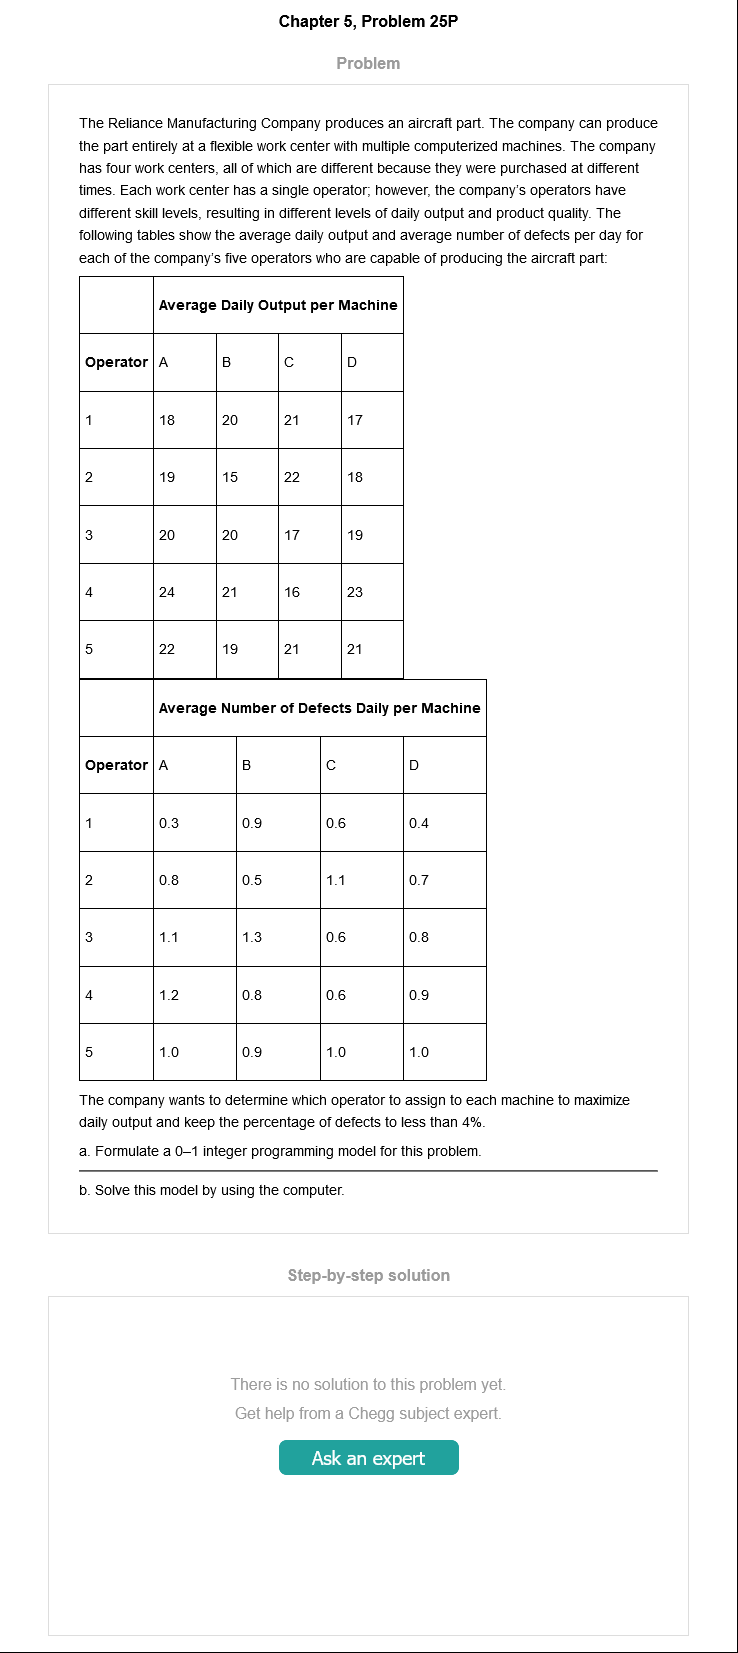 Chapter 5, Problem 25P
Problem
The Reliance Manufacturing Company produces an aircraft part. The company can produce
the part entirely at a flexible work center with multiple computerized machines. The company
has four work centers, all of which are different because they were purchased at different
times. Each work center has a single operator; however, the company's operators have
different skill levels, resulting in different levels of daily output and product quality. The
following tables show the average daily output and average number of defects per day for
each of the company's five operators who are capable of producing the aircraft part:
Average Daily Output per Machine
Operator A B C D
1 18 20 21 17
2 19 15 22 18
3 20 20 17 19
4 24 21 16 23
5 22 19 21 21
Average Number of Defects Daily per Machine
Operator A B C D
1 0.3 0.9 0.6 0.4
2 0.8 0.5 1.1 0.7
3 1.1 1.3 0.6 0.8
4 1.2 0.8 0.6 0.9
5 1.0 0.9 1.0 1.0
The company wants to determine which operator to assign to each machine to maximize
daily output and keep the percentage of defects to less than 4%.
a. Formulate a 0–1 integer programming model for this problem.
b. Solve this model by using the computer.
Step-by-step solution
There is no solution to this problem yet.
Get help from a Chegg subject expert.
Ask an expert